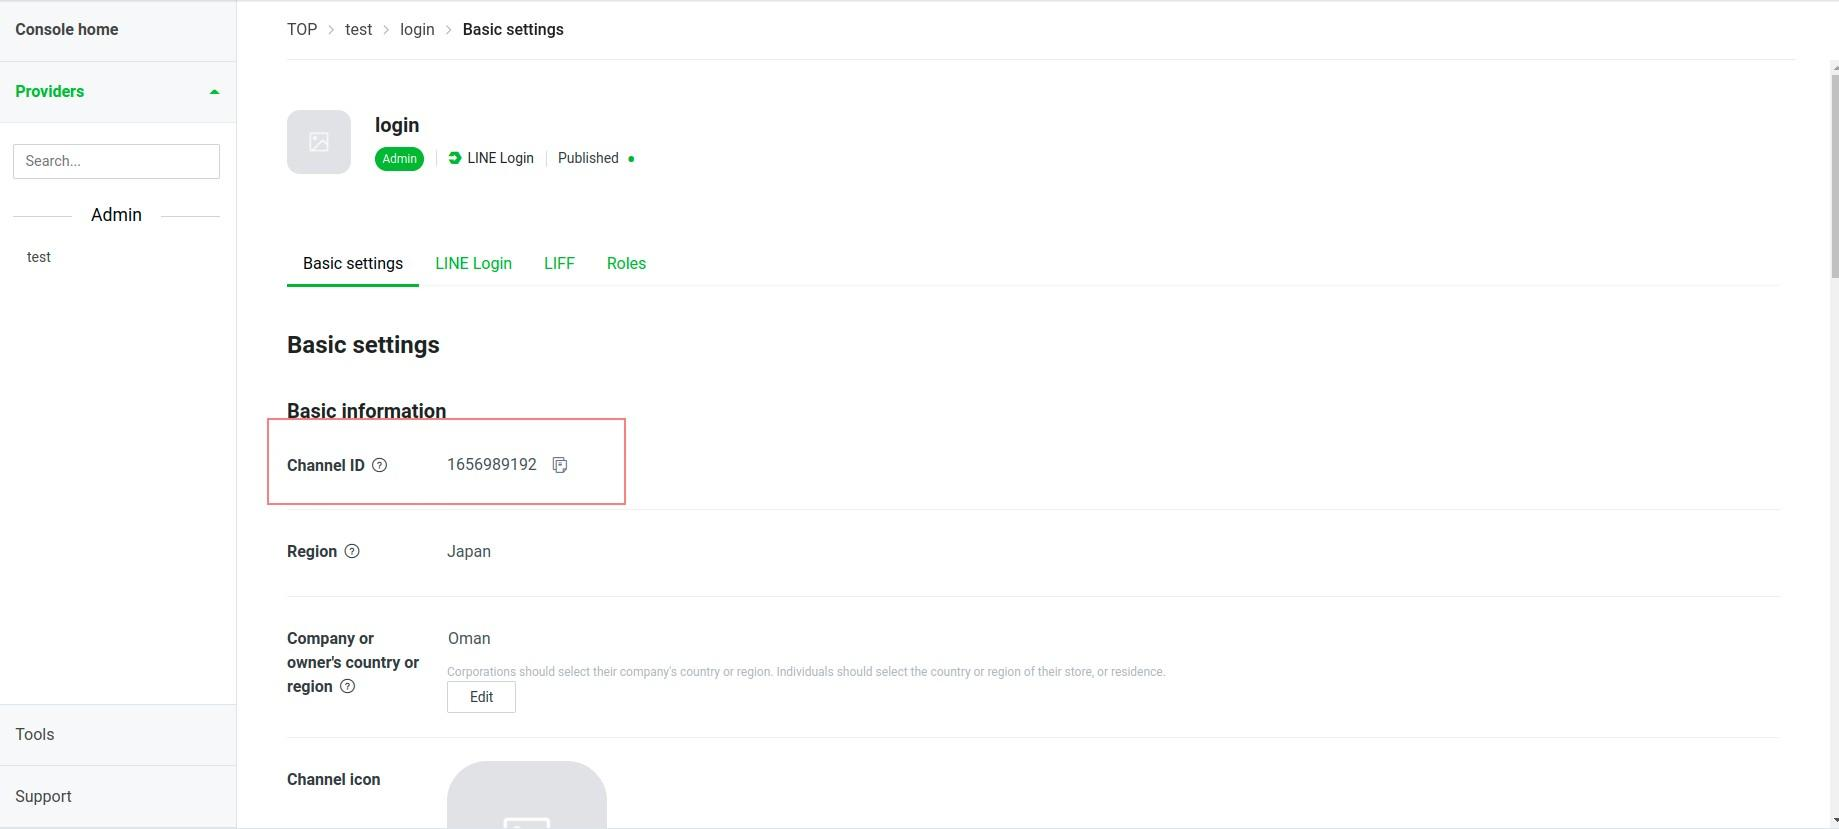 Console home
Providers
Search...
Admin
test
Tools
Support
TOP > test > login > Basic settings
login
Admin | LINE Login | Published
Basic settings LINE Login LIFF Roles
Basic settings
Basic information
Channel ID ? 1656989192
Region ? Japan
Company or
owner's country or
region ?
Oman
Corporations should select their company's country or region. Individuals should select the country or region of their store, or residence.
Edit
Channel icon